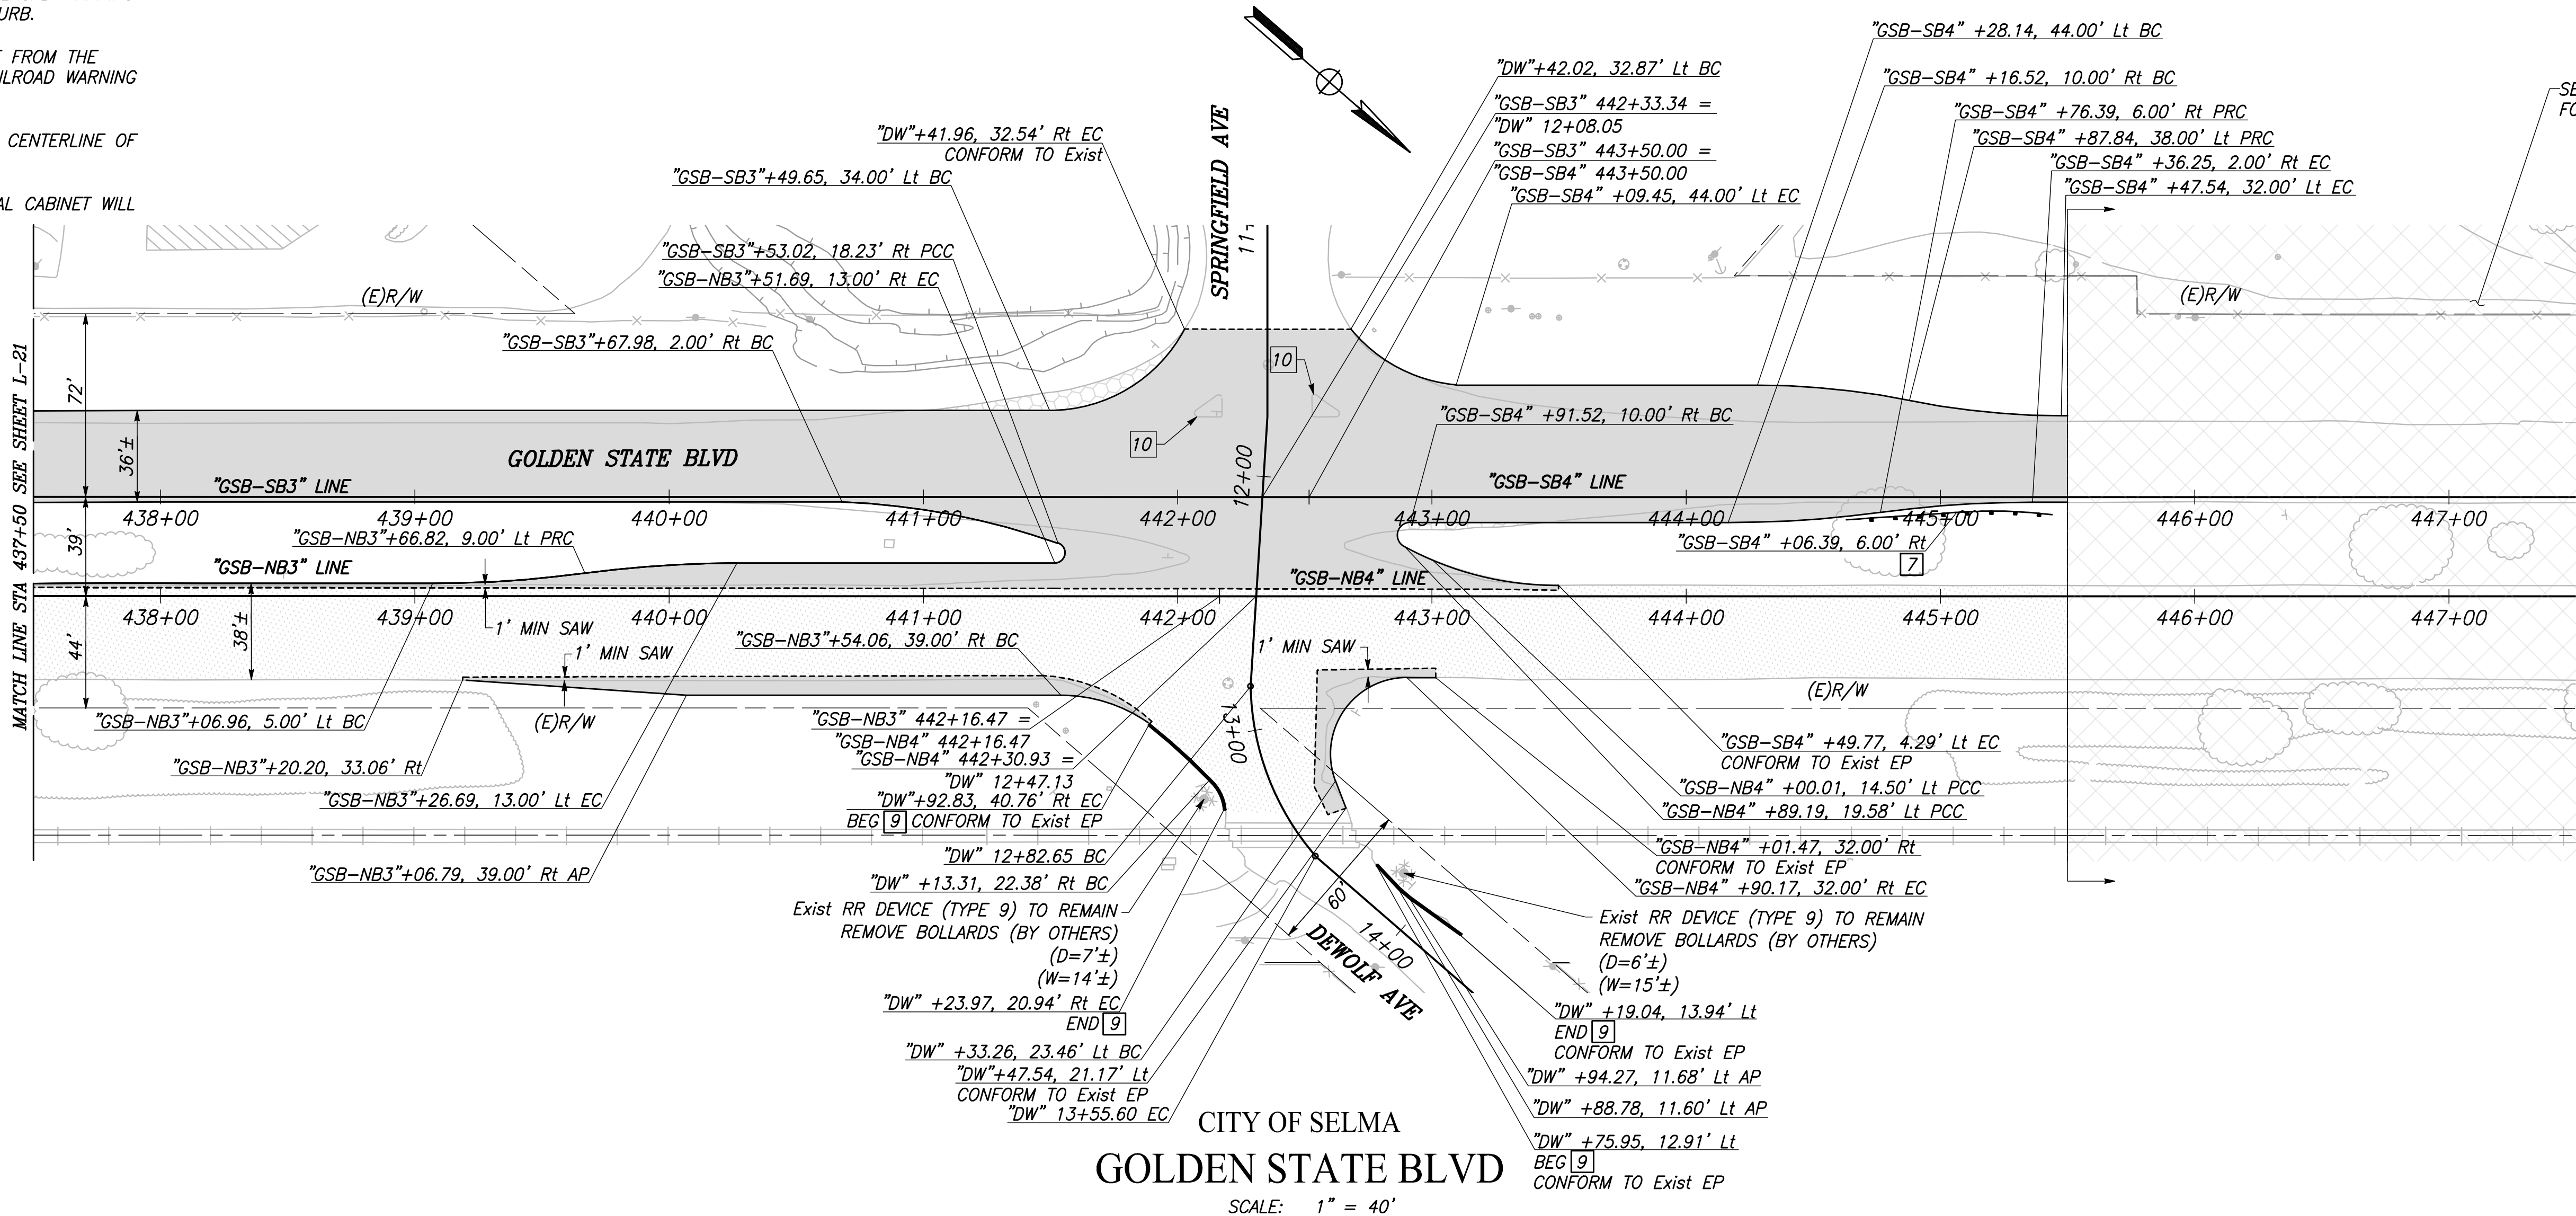 URB.
FROM THE
ILROAD WARNING
CENTERLINE OF
AL CABINET WILL
"DW"+41.96, 32.54' Rt EC
CONFORM TO Exist
"GSB-SB3"+49.65, 34.00' Lt BC
"GSB-SB3"+53.02, 18.23' Rt PCC
"GSB-NB3"+51.69, 13.00' Rt EC
"GSB-SB3"+67.98, 2.00' Rt BC
SPRINGFIELD AVE
11+
"DW"+42.02, 32.87' Lt BC
"GSB-SB3" 442+33.34 =
"DW" 12+08.05
"GSB-SB3" 443+50.00 =
"GSB-SB4" 443+50.00
"GSB-SB4" +09.45, 44.00' Lt EC
"GSB-SB4" +28.14, 44.00' Lt BC
"GSB-SB4" +16.52, 10.00' Rt BC
"GSB-SB4" +76.39, 6.00' Rt PRC
"GSB-SB4" +87.84, 38.00' Lt PRC
"GSB-SB4" +36.25, 2.00' Rt EC
"GSB-SB4" +47.54, 32.00' Lt EC
SE
FO
(E)R/W
(E)R/W
MATCH LINE STA 437+50 SEE SHEET L-21
72'
36'±
39'
44'
38'±
10
10
GOLDEN STATE BLVD
"GSB-SB4" +91.52, 10.00' Rt BC
"GSB-SB3" LINE
"GSB-SB4" LINE
12+00
438+00
439+00
440+00
441+00
442+00
443+00
444+00
445+00
446+00
447+00
"GSB-NB3"+66.82, 9.00' Lt PRC
"GSB-SB4" +06.39, 6.00' Rt
7
"GSB-NB3" LINE
"GSB-NB4" LINE
438+00
439+00
440+00
441+00
442+00
443+00
444+00
445+00
446+00
447+00
1' MIN SAW
1' MIN SAW
1' MIN SAW
"GSB-NB3"+54.06, 39.00' Rt BC
(E)R/W
(E)R/W
13+00
"GSB-NB3"+06.96, 5.00' Lt BC
"GSB-NB3"+20.20, 33.06' Rt
"GSB-NB3"+26.69, 13.00' Lt EC
"GSB-NB3"+06.79, 39.00' Rt AP
"GSB-NB3" 442+16.47 =
"GSB-NB4" 442+16.47
"GSB-NB4" 442+30.93 =
"DW" 12+47.13
"DW"+92.83, 40.76' Rt EC
BEG 9 CONFORM TO Exist EP
"DW" 12+82.65 BC
"DW" +13.31, 22.38' Rt BC
Exist RR DEVICE (TYPE 9) TO REMAIN
REMOVE BOLLARDS (BY OTHERS)
(D=7'±)
(W=14'±)
"DW" +23.97, 20.94' Rt EC
END 9
"DW" +33.26, 23.46' Lt BC
"DW"+47.54, 21.17' Lt
CONFORM TO Exist EP
"DW" 13+55.60 EC
60'
14+00
DEWOLF AVE
"GSB-SB4" +49.77, 4.29' Lt EC
CONFORM TO Exist EP
"GSB-NB4" +00.01, 14.50' Lt PCC
"GSB-NB4" +89.19, 19.58' Lt PCC
"GSB-NB4" +01.47, 32.00' Rt
CONFORM TO Exist EP
"GSB-NB4" +90.17, 32.00' Rt EC
Exist RR DEVICE (TYPE 9) TO REMAIN
REMOVE BOLLARDS (BY OTHERS)
(D=6'±)
(W=15'±)
"DW" +19.04, 13.94' Lt
END 9
CONFORM TO Exist EP
"DW" +94.27, 11.68' Lt AP
"DW" +88.78, 11.60' Lt AP
"DW" +75.95, 12.91' Lt
BEG 9
CONFORM TO Exist EP
CITY OF SELMA
GOLDEN STATE BLVD
SCALE: 1" = 40'